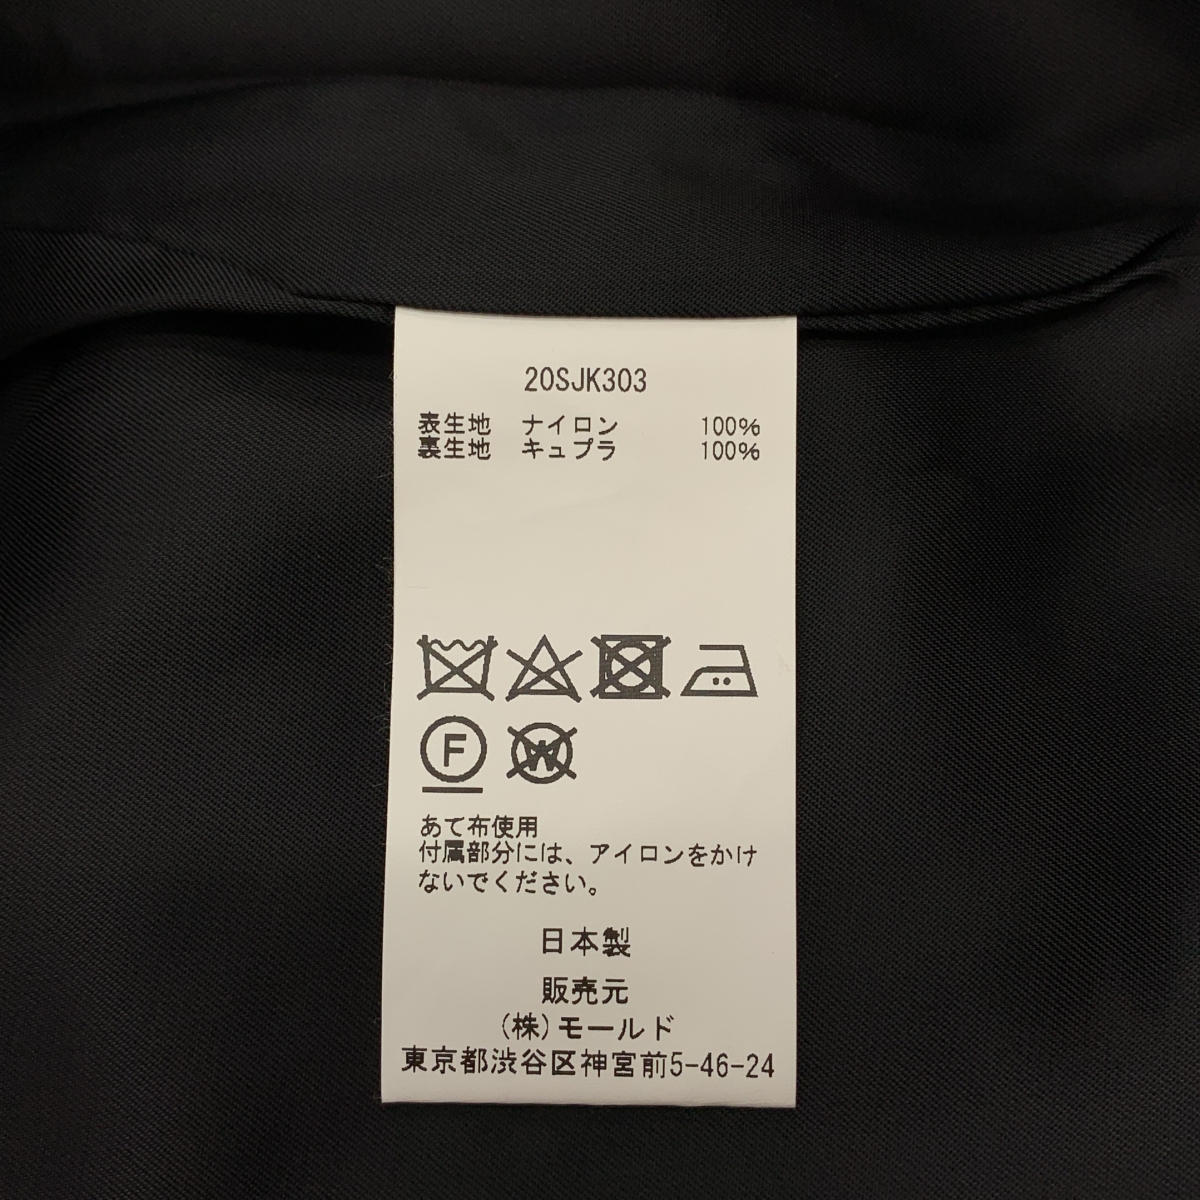 20SJK303
表生地 ナイロン 100%
裏生地 キュプラ 100%
F W
あて布使用
付属部分には、アイロンをかけ
ないでください。
日本製
販売元
(株)モールド
東京都渋谷区神宮前5-46-24